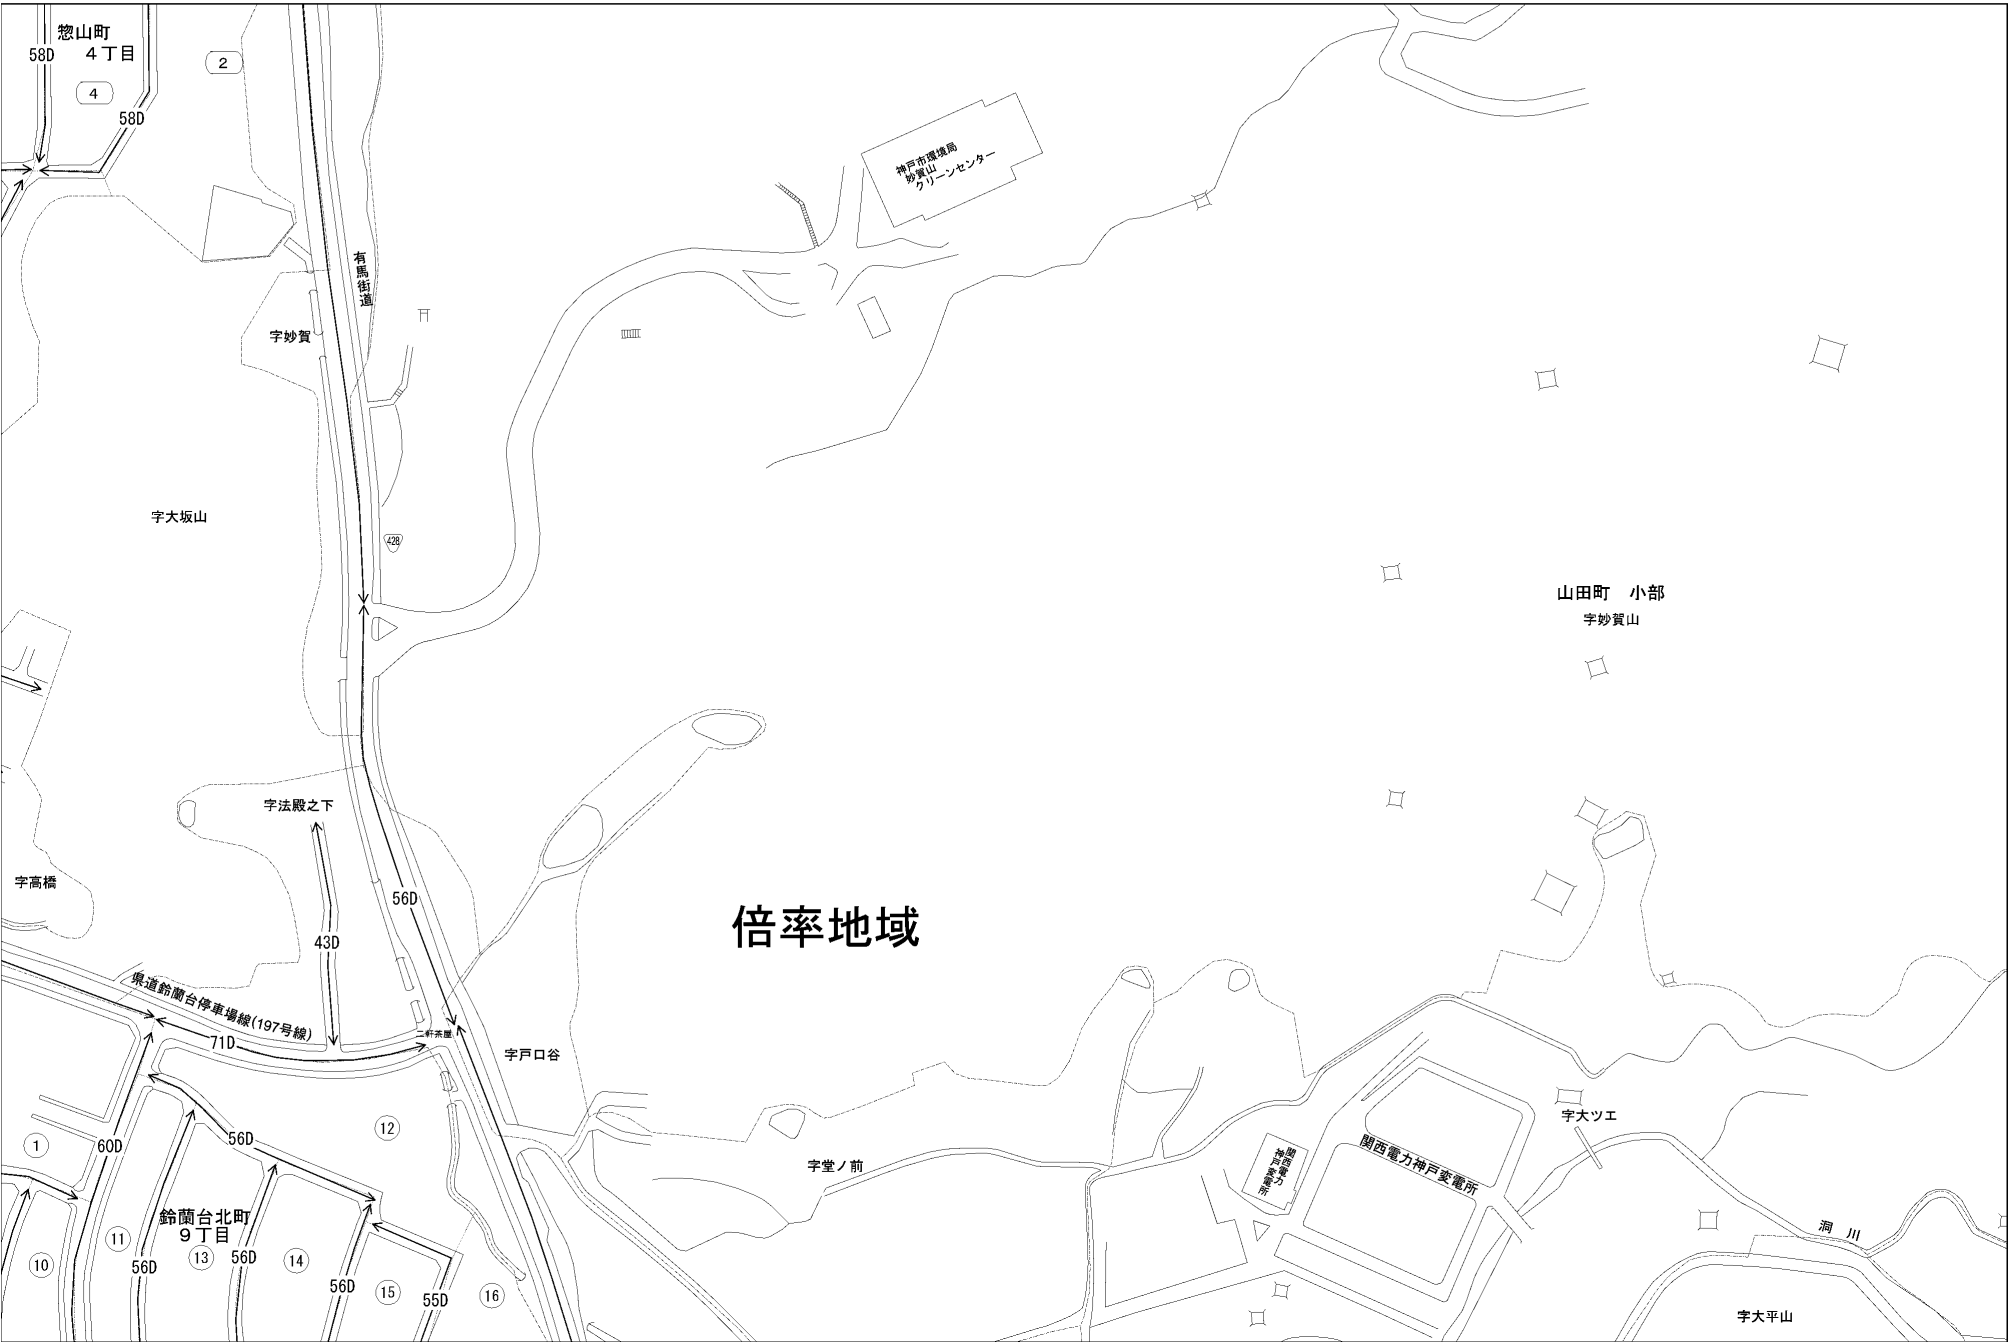 惣山町
４丁目
58D
4
58D
2
神戸市環境局
妙賀山
クリーンセンター
有馬街道
字妙賀
字大坂山
428
山田町　小部
字妙賀山
字法殿之下
字高橋
56D
43D
倍率地域
県道鈴蘭台停車場線(197号線)
71D
二軒茶屋
字戸口谷
12
1
60D
56D
字堂ノ前
字大ツエ
関西電力神戸変電所
関西電力
神戸変電所
鈴蘭台北町
９丁目
11
13
14
10
15
16
56D
56D
56D
55D
洞　川
字大平山